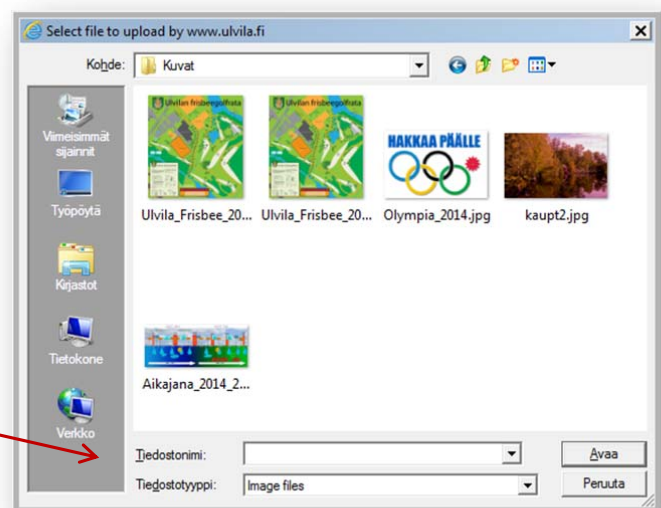 Select file to upload by www.ulvila.fi
Kohde:
Kuvat
Viimeisimmät
sijainnit
Työpöytä
Kirjastot
Tietokone
Verkko
Ulvilan frisbeegolfrata
Ulvilan frisbeegolfrata
HAKKAA PÄÄLLE
Ulvila_Frisbee_20...
Ulvila_Frisbee_20...
Olympia_2014.jpg
kaupt2.jpg
Aikajana_2014_2...
Tiedostonimi:
Avaa
Tiedostotyyppi:
Image files
Peruuta